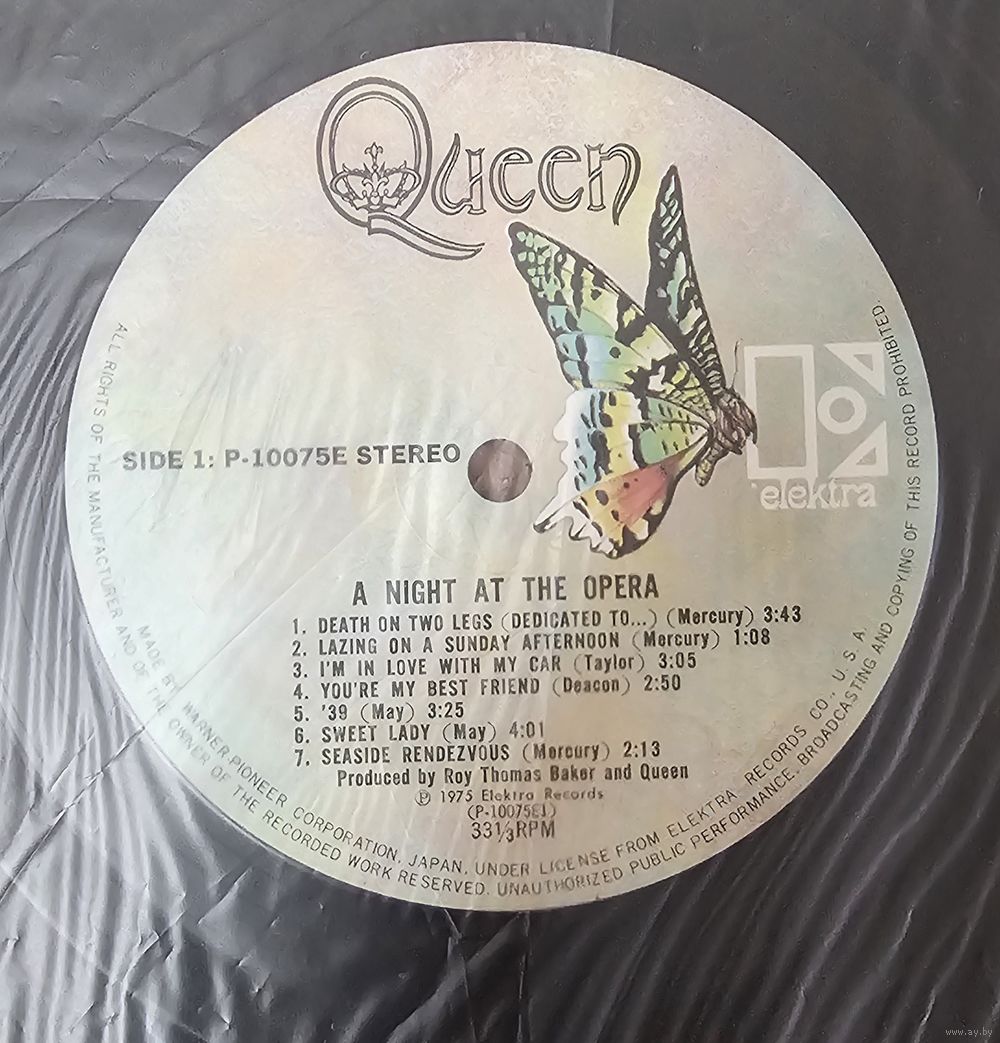 Queen
elektra
SIDE 1: P-10075E STEREO
A NIGHT AT THE OPERA
1. DEATH ON TWO LEGS (DEDICATED TO...) (Mercury) 3:43
2. LAZING ON A SUNDAY AFTERNOON (Mercury) 1:08
3. I'M IN LOVE WITH MY CAR (Taylor) 3:05
4. YOU'RE MY BEST FRIEND (Deacon) 2:50
5. '39 (May) 3:25
6. SWEET LADY (May) 4:01
7. SEASIDE RENDEZVOUS (Mercury) 2:13
Produced by Roy Thomas Baker and Queen
℗ 1975 Elektra Records
(P-10075E1)
33⅓RPM
MADE BY WARNER-PIONEER CORPORATION, JAPAN, UNDER LICENSE FROM ELEKTRA RECORDS CO., U. S. A.
ALL RIGHTS OF THE MANUFACTURER AND OF THE OWNER OF THE RECORDED WORK RESERVED. UNAUTHORIZED PUBLIC PERFORMANCE, BROADCASTING AND COPYING OF THIS RECORD PROHIBITED.
www.ay.by